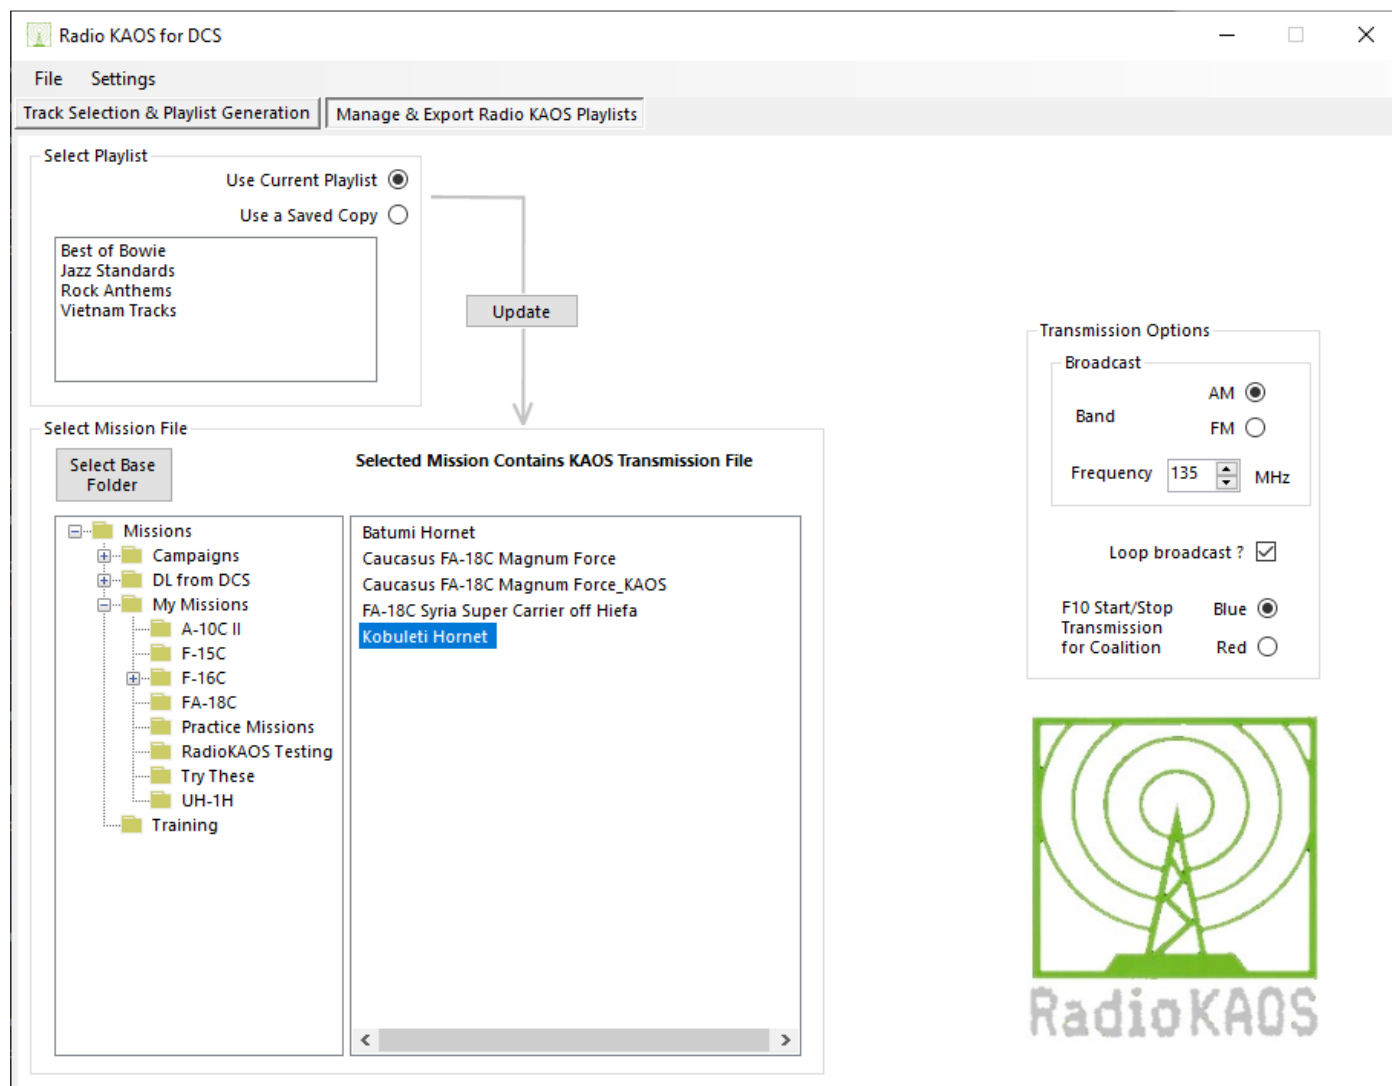 Radio KAOS for DCS
File Settings
Track Selection & Playlist Generation Manage & Export Radio KAOS Playlists
Select Playlist
Use Current Playlist
Use a Saved Copy
Best of Bowie
Jazz Standards
Rock Anthems
Vietnam Tracks
Update
Select Mission File
Select Base
Folder
Selected Mission Contains KAOS Transmission File
Missions
Campaigns
DL from DCS
My Missions
A-10C II
F-15C
F-16C
FA-18C
Practice Missions
RadioKAOS Testing
Try These
UH-1H
Training
Batumi Hornet
Caucasus FA-18C Magnum Force
Caucasus FA-18C Magnum Force_KAOS
FA-18C Syria Super Carrier off Hiefa
Kobuleti Hornet
Transmission Options
Broadcast
Band
AM
FM
Frequency 135 MHz
Loop broadcast ?
F10 Start/Stop
Transmission
for Coalition
Blue
Red
RadioKAOS